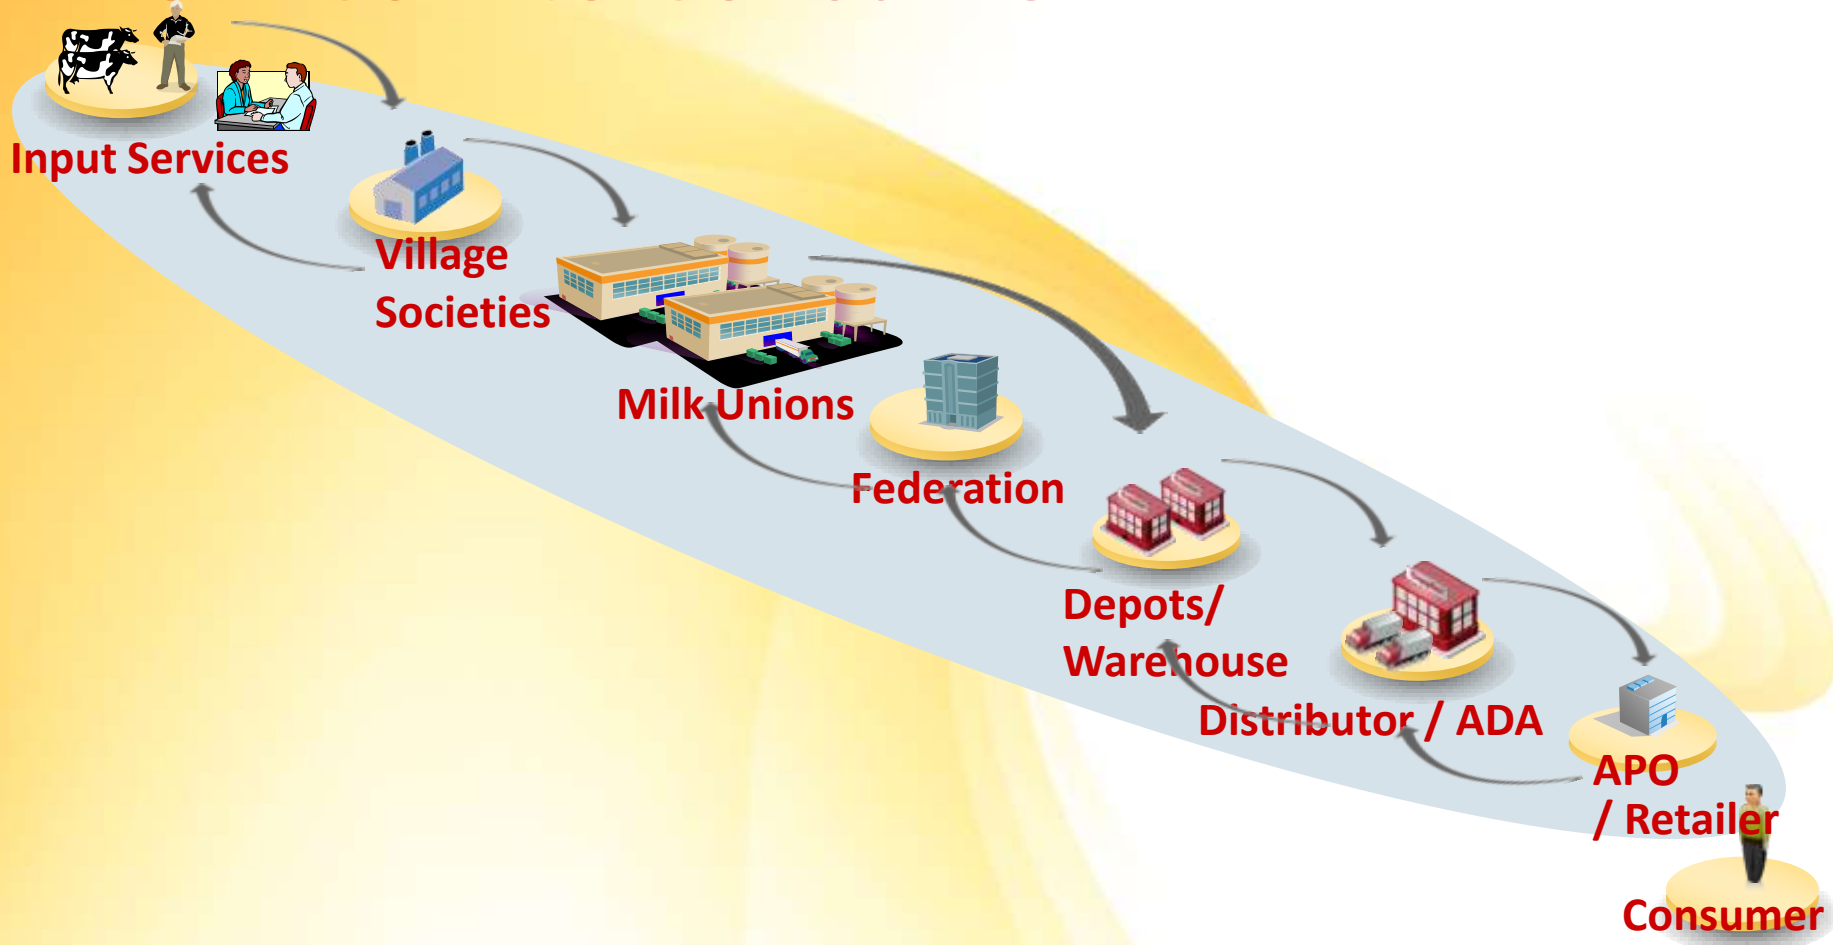 Input Services
Village
Societies
Milk Unions
Federation
Depots/
Warehouse
Distributor / ADA
APO
/ Retailer
Consumer